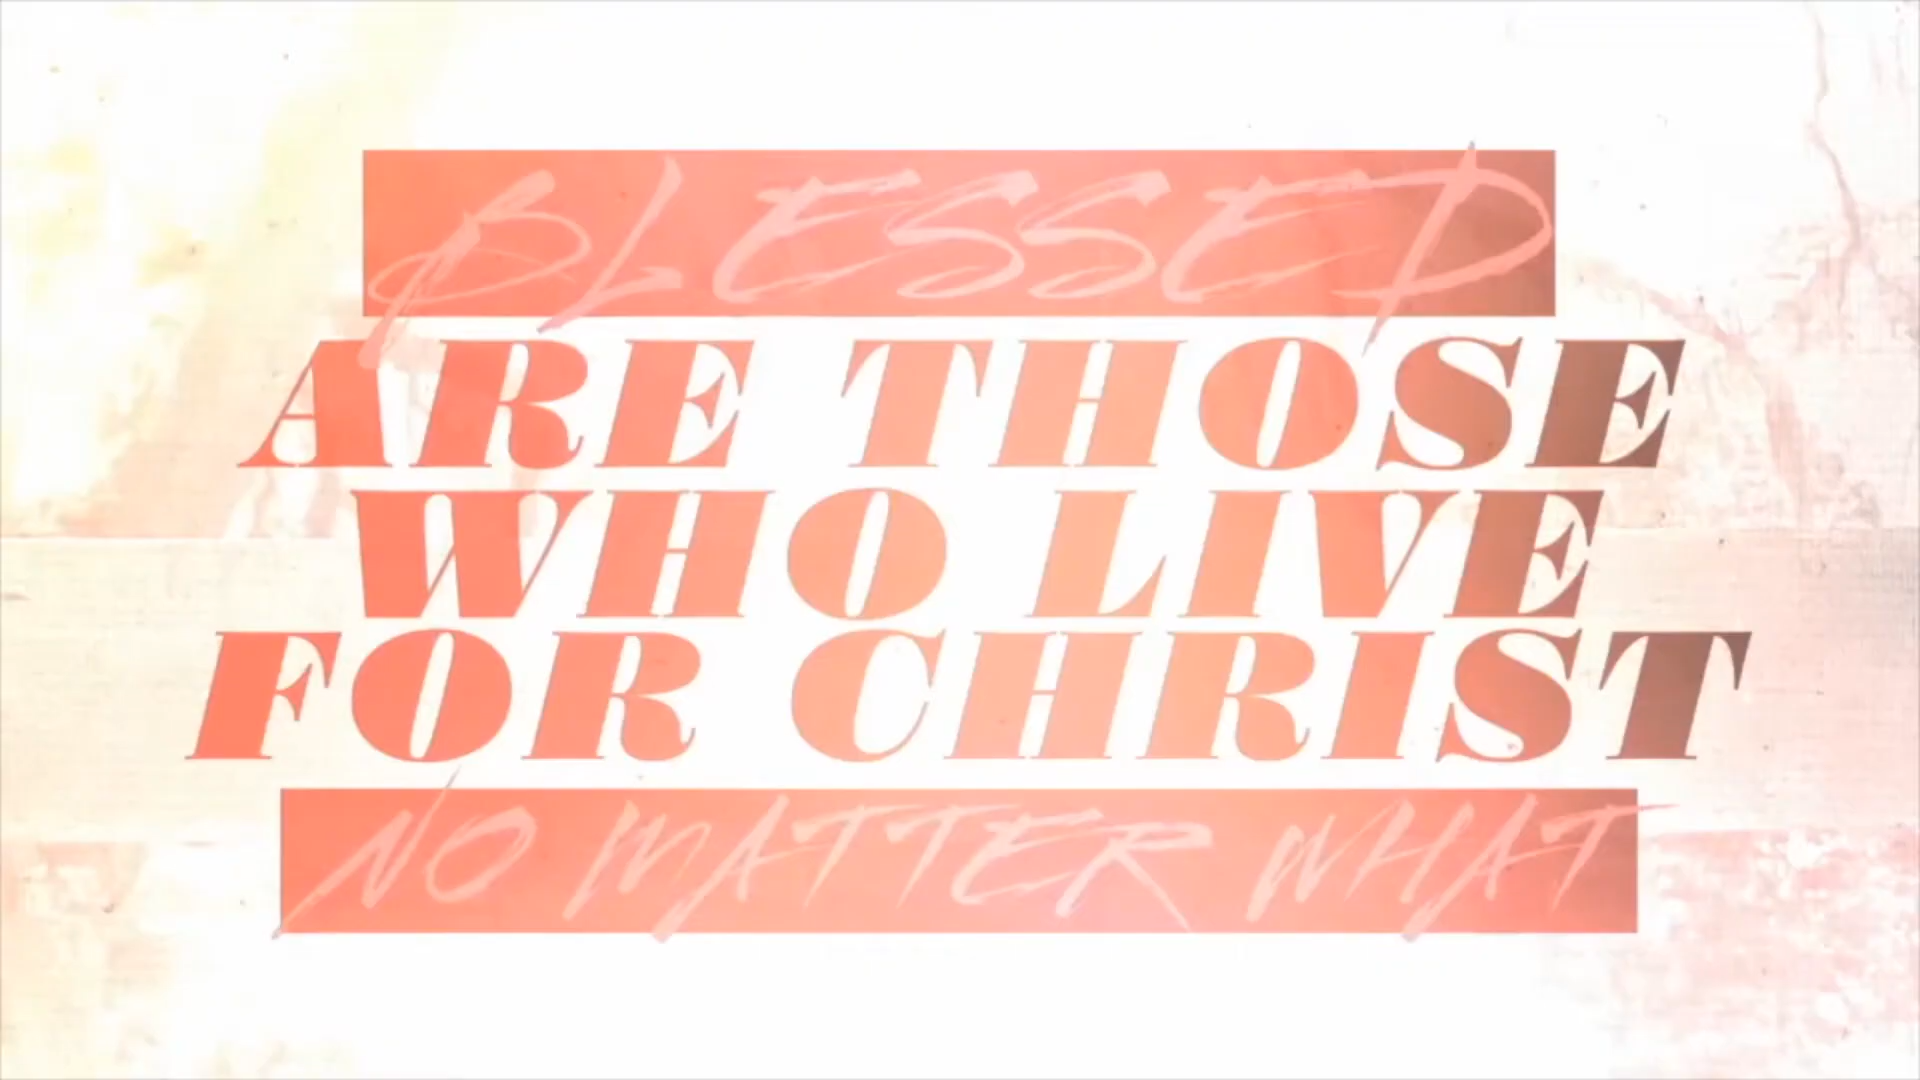 BLESSED
ARE THOSE
WHO LIVE
FOR CHRIST
NO MATTER WHAT